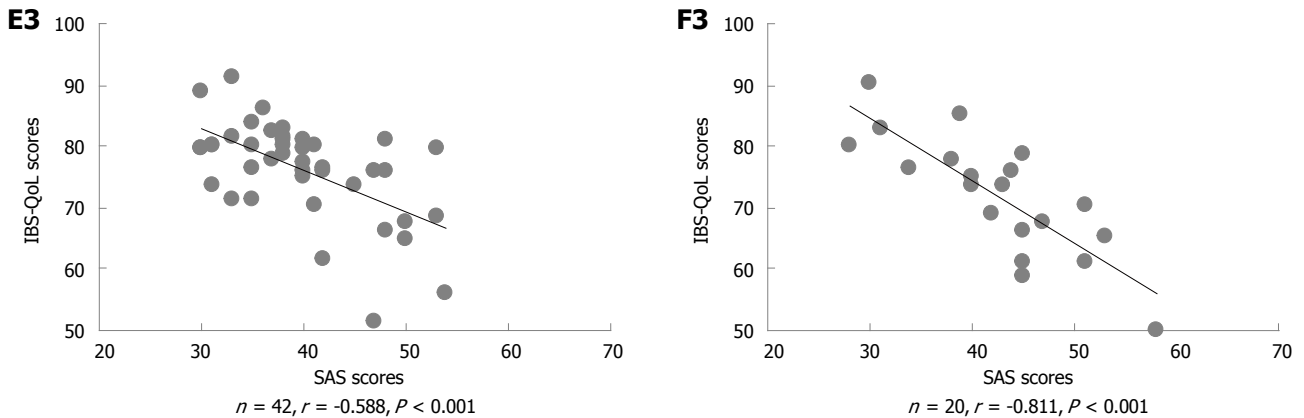 E3
100
90
80
70
60
50
IBS-QoL scores
20 30 40 50 60 70
SAS scores
n = 42, r = -0.588, P < 0.001
F3
100
90
80
70
60
50
IBS-QoL scores
20 30 40 50 60 70
SAS scores
n = 20, r = -0.811, P < 0.001